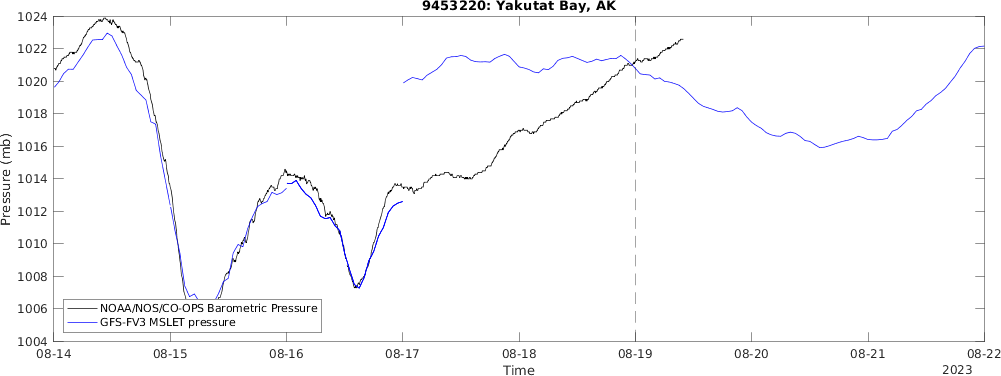 9453220: Yakutat Bay, AK
Pressure (mb)
1024
1022
1020
1018
1016
1014
1012
1010
1008
1006
1004
NOAA/NOS/CO-OPS Barometric Pressure
GFS-FV3 MSLET pressure
08-14 08-15 08-16 08-17 08-18 08-19 08-20 08-21 08-22
Time
2023